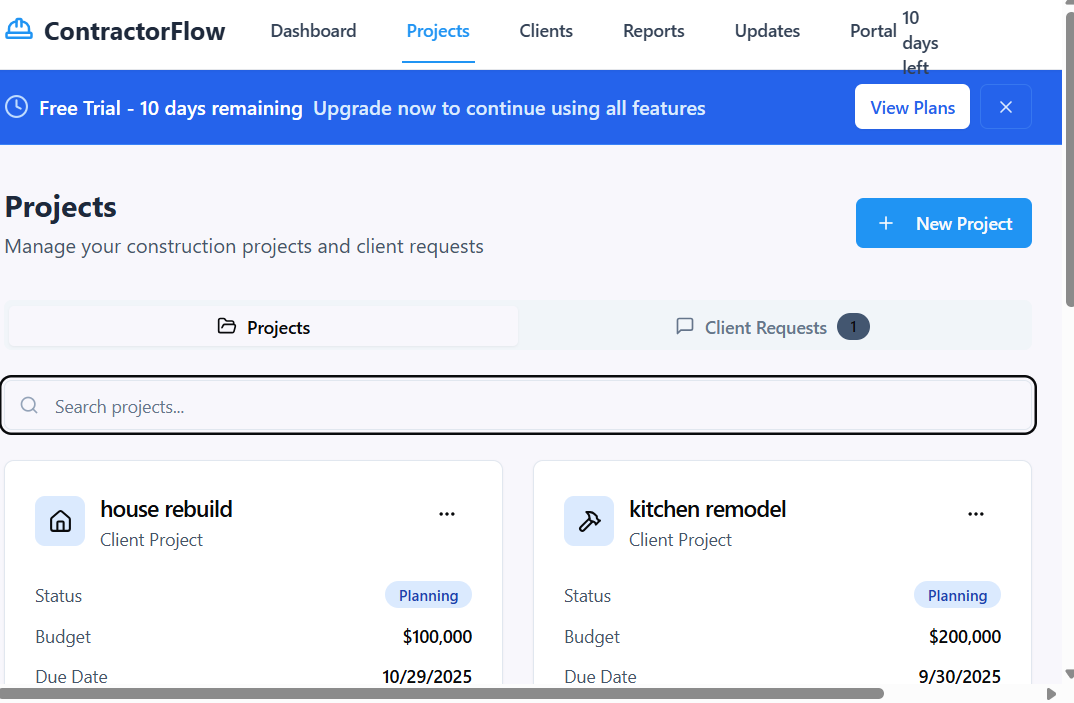 ContractorFlow
Dashboard
Projects
Clients
Reports
Updates
Portal
10
days
left
Free Trial - 10 days remaining Upgrade now to continue using all features
View Plans
Projects
Manage your construction projects and client requests
New Project
Projects
Client Requests 1
Search projects...
house rebuild
Client Project
Status Planning
Budget $100,000
Due Date 10/29/2025
kitchen remodel
Client Project
Status Planning
Budget $200,000
Due Date 9/30/2025